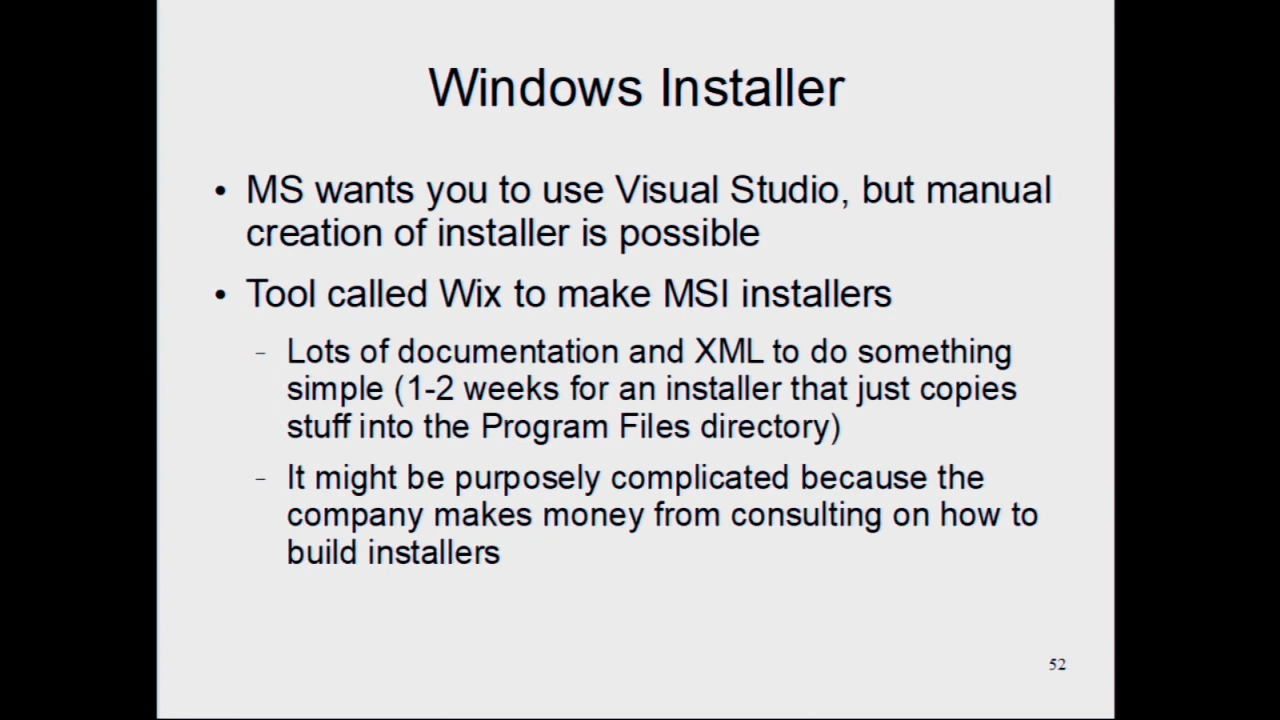 Windows Installer
• MS wants you to use Visual Studio, but manual
creation of installer is possible
• Tool called Wix to make MSI installers
– Lots of documentation and XML to do something
simple (1-2 weeks for an installer that just copies
stuff into the Program Files directory)
– It might be purposely complicated because the
company makes money from consulting on how to
build installers
52